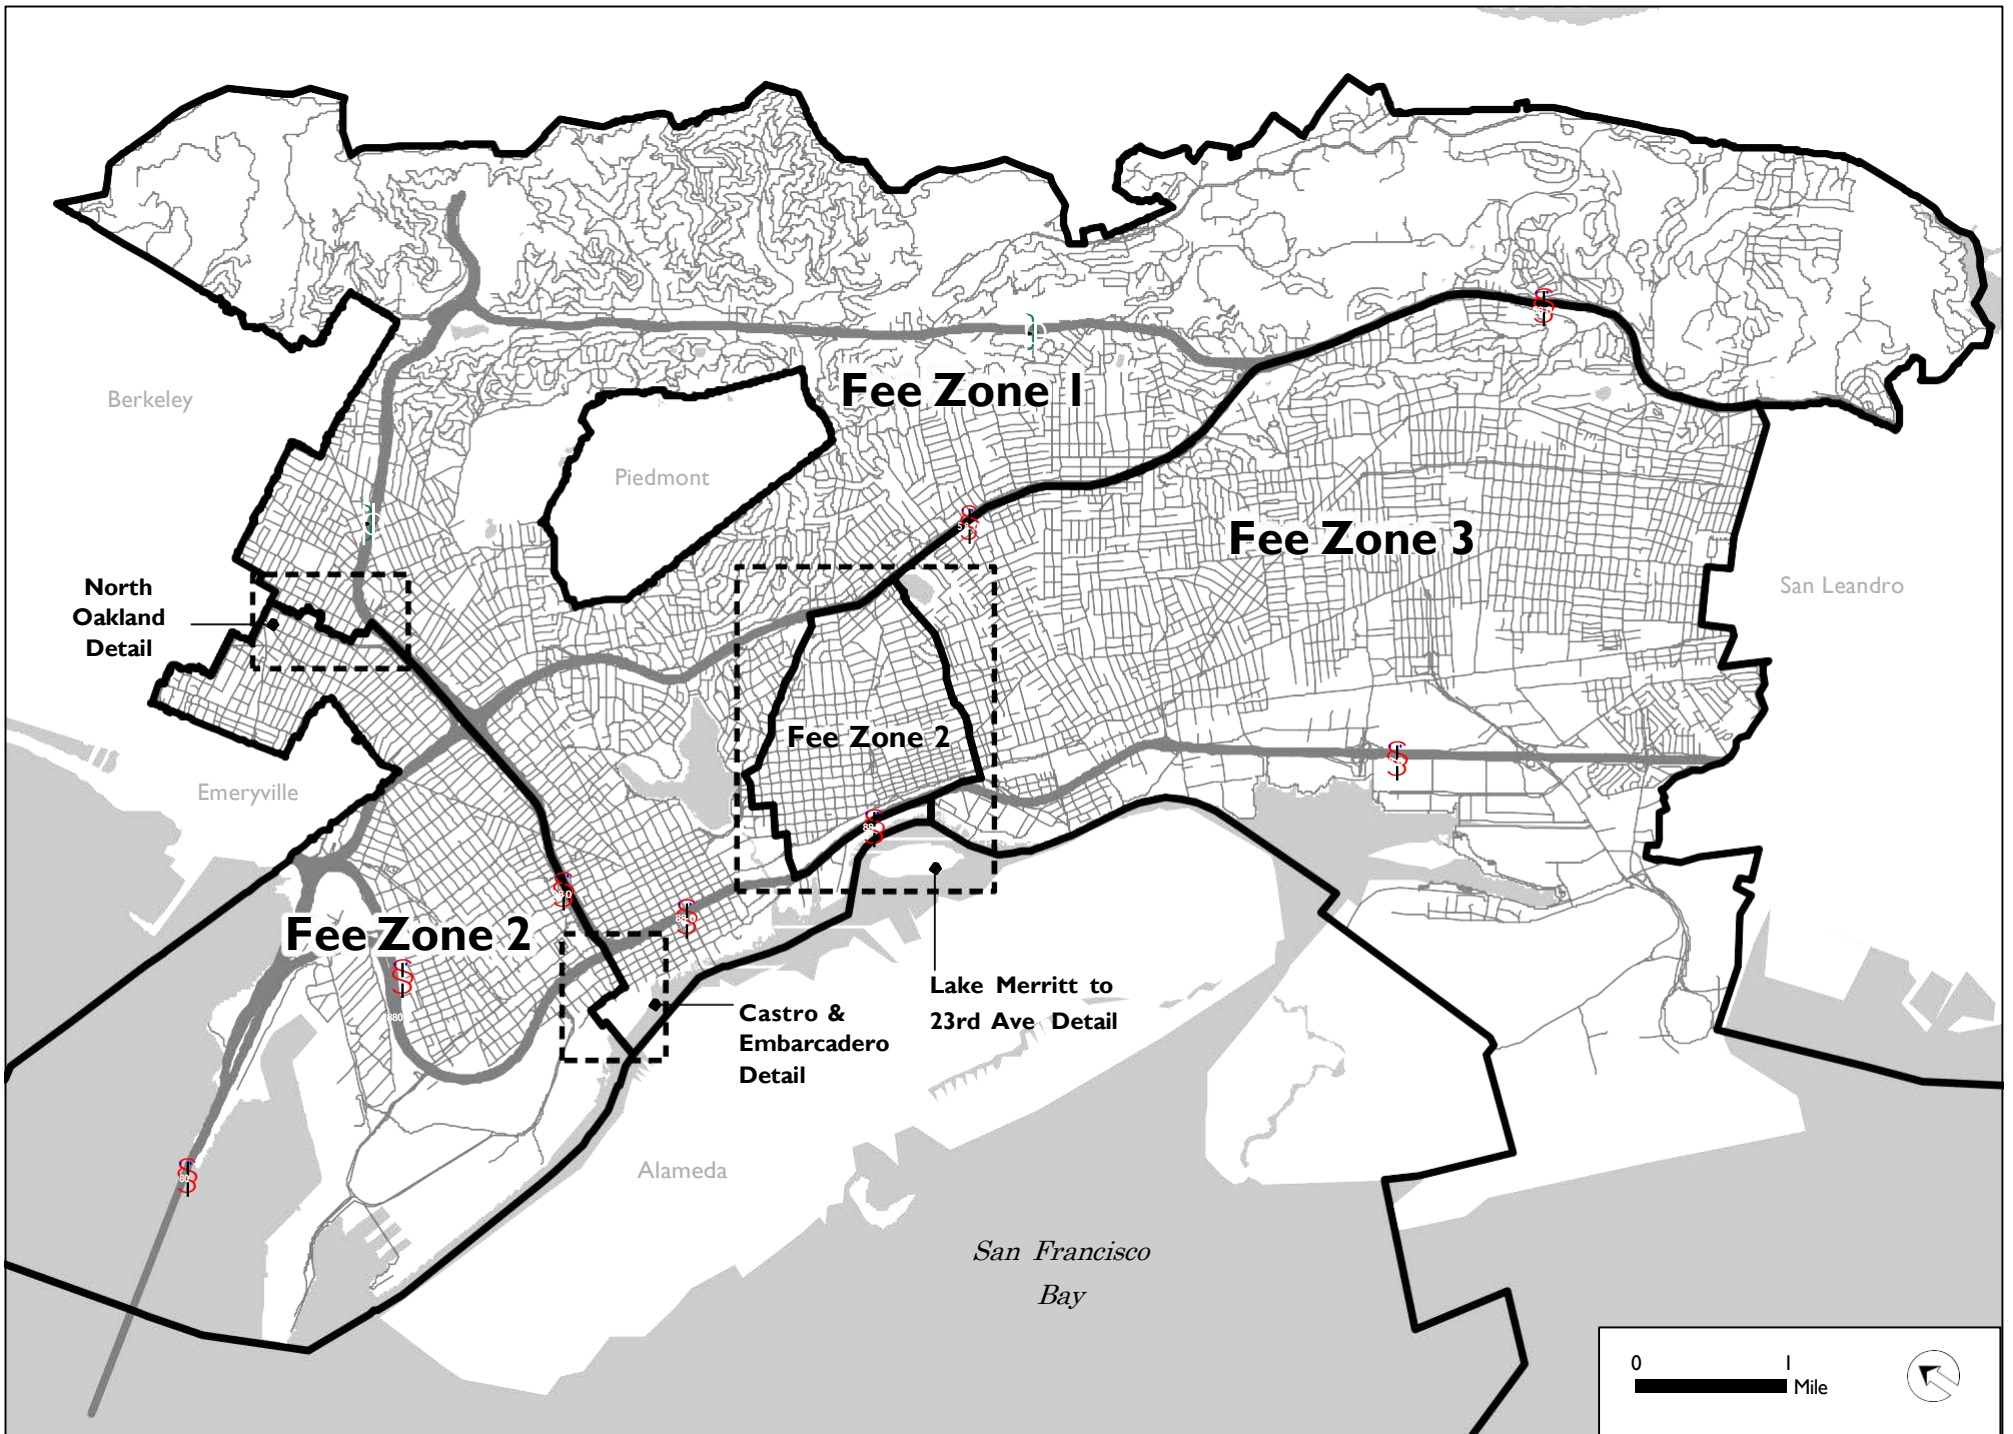 Berkeley
Fee Zone 1
Piedmont
Fee Zone 3
North
Oakland
Detail
San Leandro
Fee Zone 2
Emeryville
Fee Zone 2
880
Lake Merritt to
23rd Ave Detail
Castro &
Embarcadero
Detail
Alameda
San Francisco
Bay
0 1
Mile